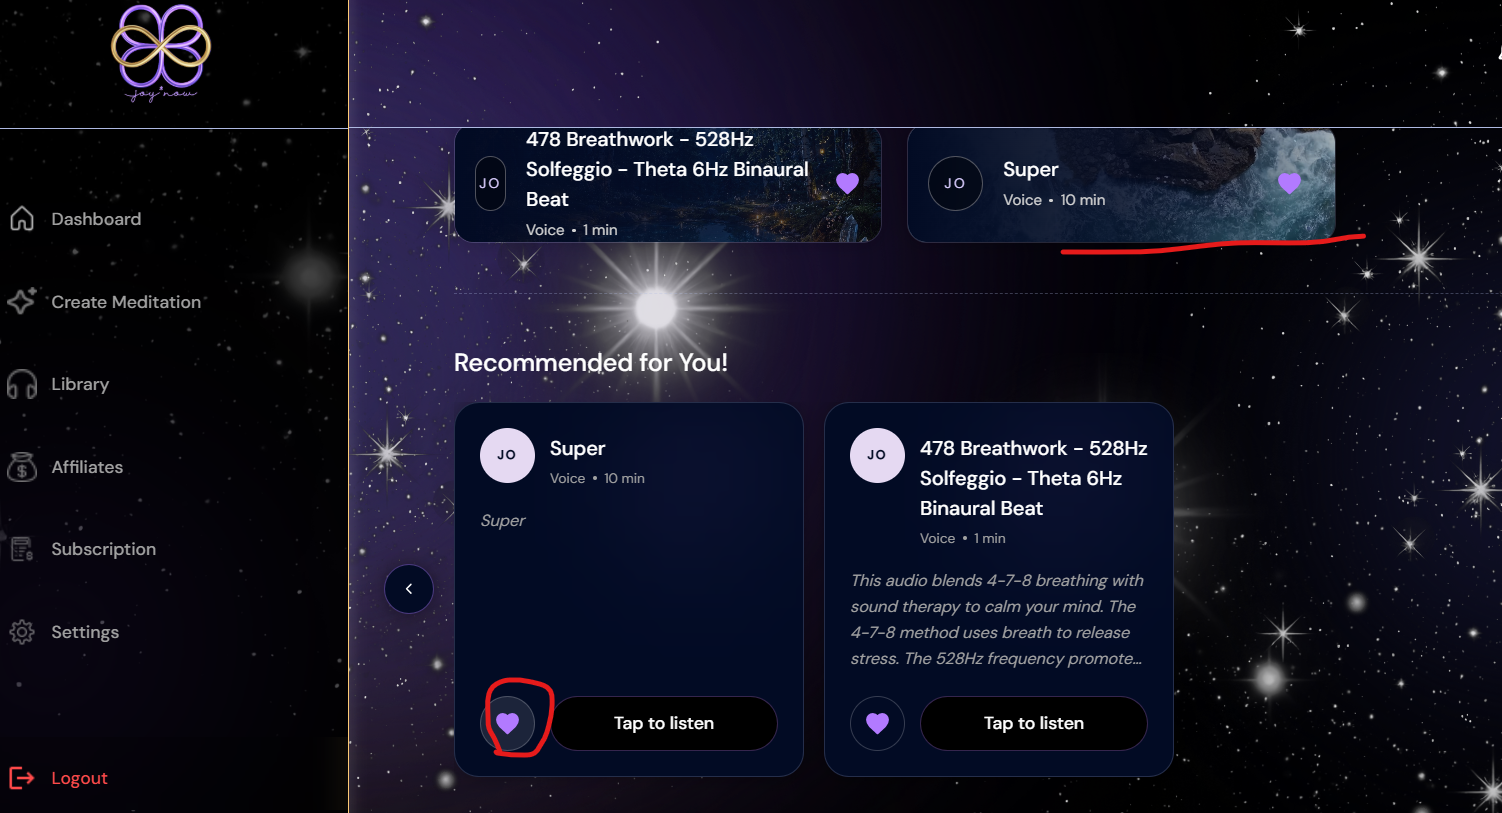 joy now
Dashboard
Create Meditation
Library
Affiliates
Subscription
Settings
Logout
JO
478 Breathwork - 528Hz
Solfeggio - Theta 6Hz Binaural
Beat
Voice • 1 min
JO
Super
Voice • 10 min
Recommended for You!
JO
Super
Voice • 10 min
Super
Tap to listen
JO
478 Breathwork - 528Hz
Solfeggio - Theta 6Hz
Binaural Beat
Voice • 1 min
This audio blends 4-7-8 breathing with
sound therapy to calm your mind. The
4-7-8 method uses breath to release
stress. The 528Hz frequency promote...
Tap to listen